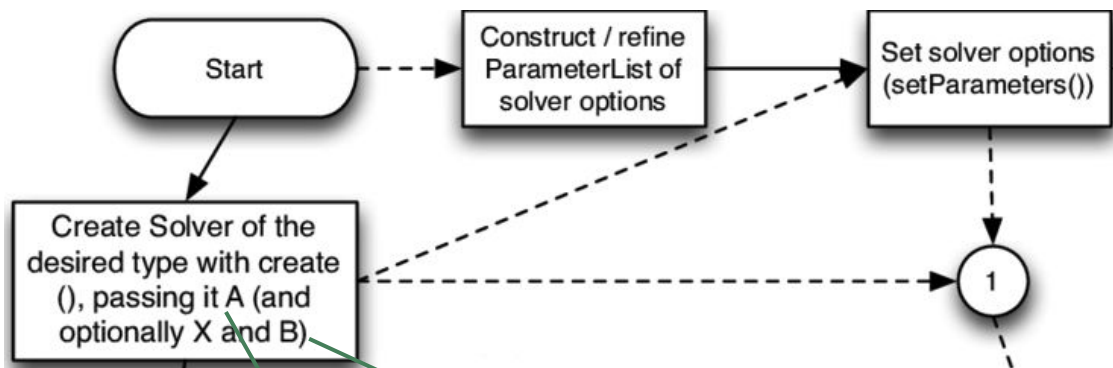 Start
Construct / refine
ParameterList of
solver options
Set solver options
(setParameters())
Create Solver of the
desired type with create
(), passing it A (and
optionally X and B)
1